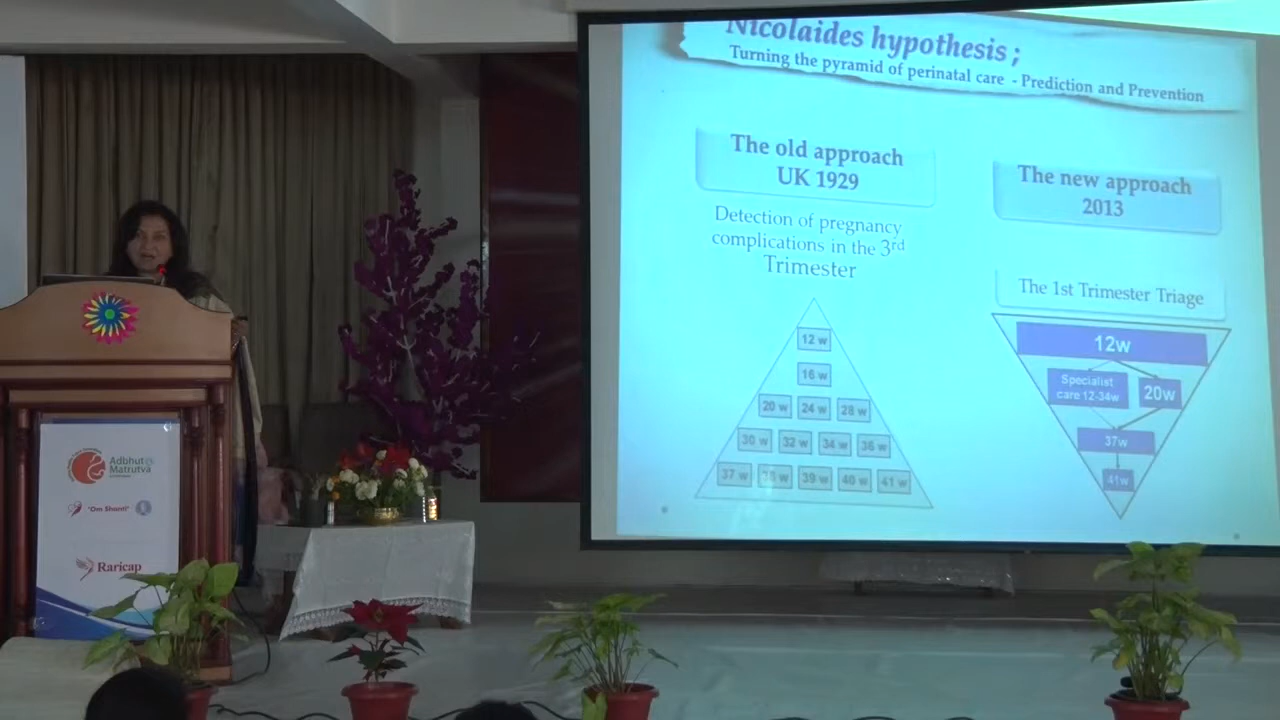 Nicolaides hypothesis ;
Turning the pyramid of perinatal care - Prediction and Prevention
The old approach
UK 1929
Detection of pregnancy
complications in the 3rd
Trimester
12 w
16 w
20 w 24 w 28 w
30 w 32 w 34 w 36 w
37 w 38 w 39 w 40 w 41 w
The new approach
2013
The 1st Trimester Triage
12w
Specialist
care 12-34w
20w
37w
41w
Adbhut
Matrutva
"Om Shanti"
Raricap